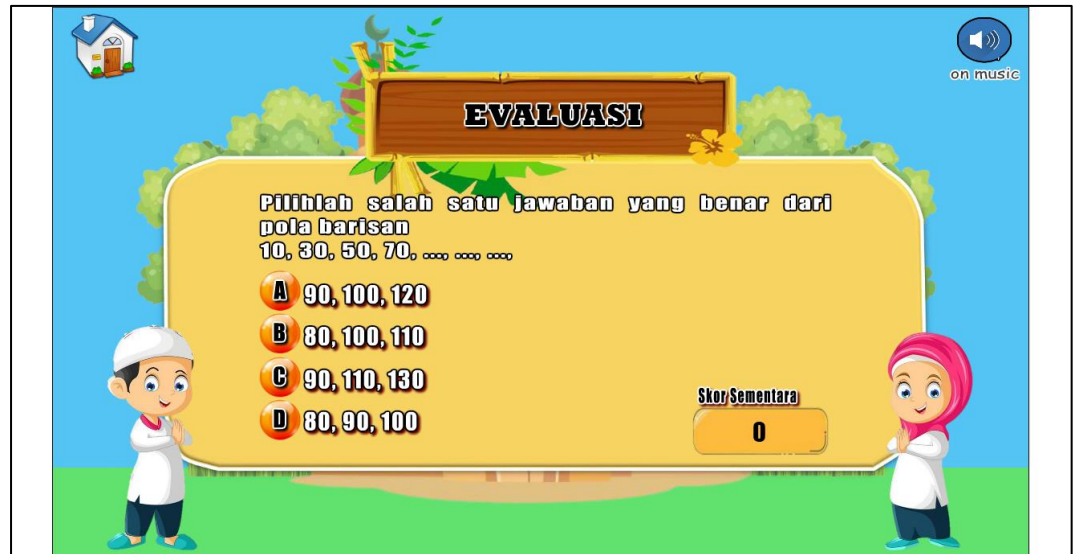 on music
EVALUASI
Pilihlah salah satu jawaban yang benar dari
pola barisan
10, 30, 50, 70, ..., ..., ...,
A 90, 100, 120
B 80, 100, 110
C 90, 110, 130
D 80, 90, 100
Skor Sementara
0